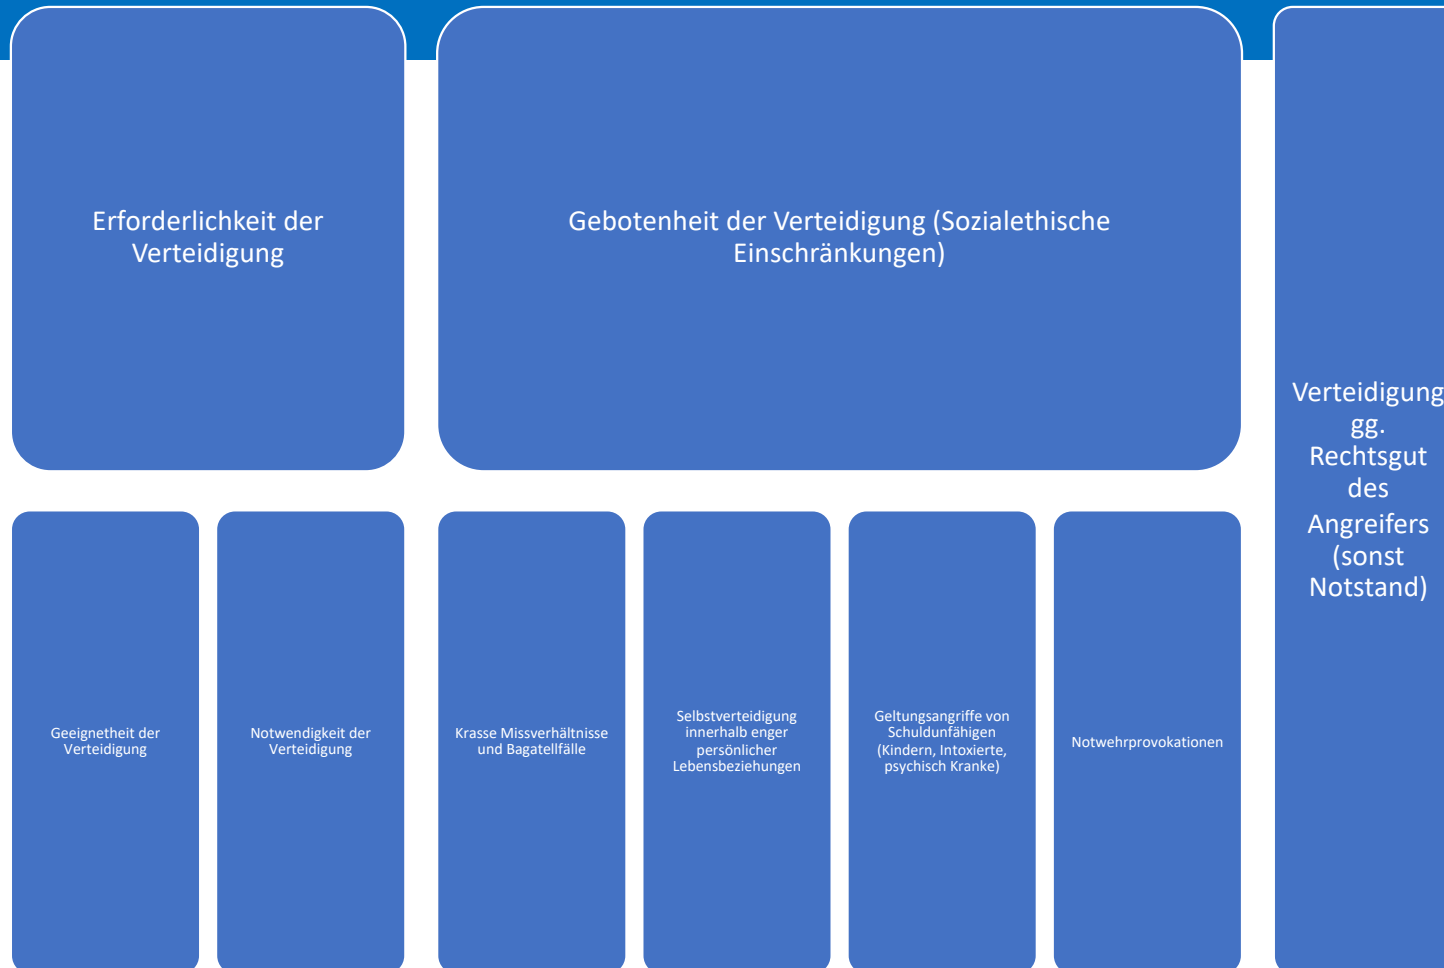 Erforderlichkeit der
Verteidigung
Gebotenheit der Verteidigung (Sozialethische
Einschränkungen)
Verteidigung
gg.
Rechtsgut
des
Angreifers
(sonst
Notstand)
Geeignetheit der
Verteidigung
Notwendigkeit der
Verteidigung
Krasse Missverhältnisse
und Bagatellfälle
Selbstverteidigung
innerhalb enger
persönlicher
Lebensbeziehungen
Geltungsangriffe von
Schuldunfähigen
(Kindern, Intoxierte,
psychisch Kranke)
Notwehrprovokationen